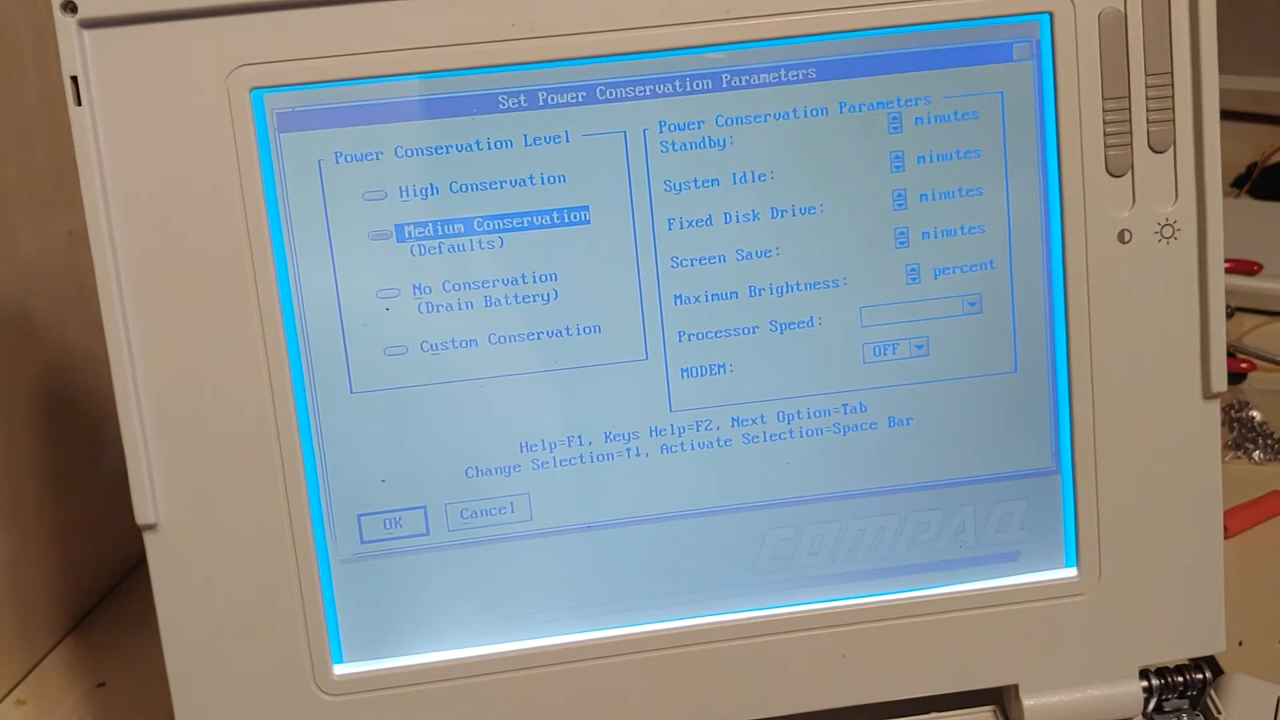 Set Power Conservation Parameters
Power Conservation Level
High Conservation
Medium Conservation
(Defaults)
No Conservation
(Drain Battery)
Custom Conservation
Power Conservation Parameters
Standby: minutes
System Idle: minutes
Fixed Disk Drive: minutes
Screen Save: minutes
Maximum Brightness: percent
Processor Speed:
MODEM: OFF
Help=F1, Keys Help=F2, Next Option=Tab
Change Selection=↑↓, Activate Selection=Space Bar
OK Cancel
COMPAQ